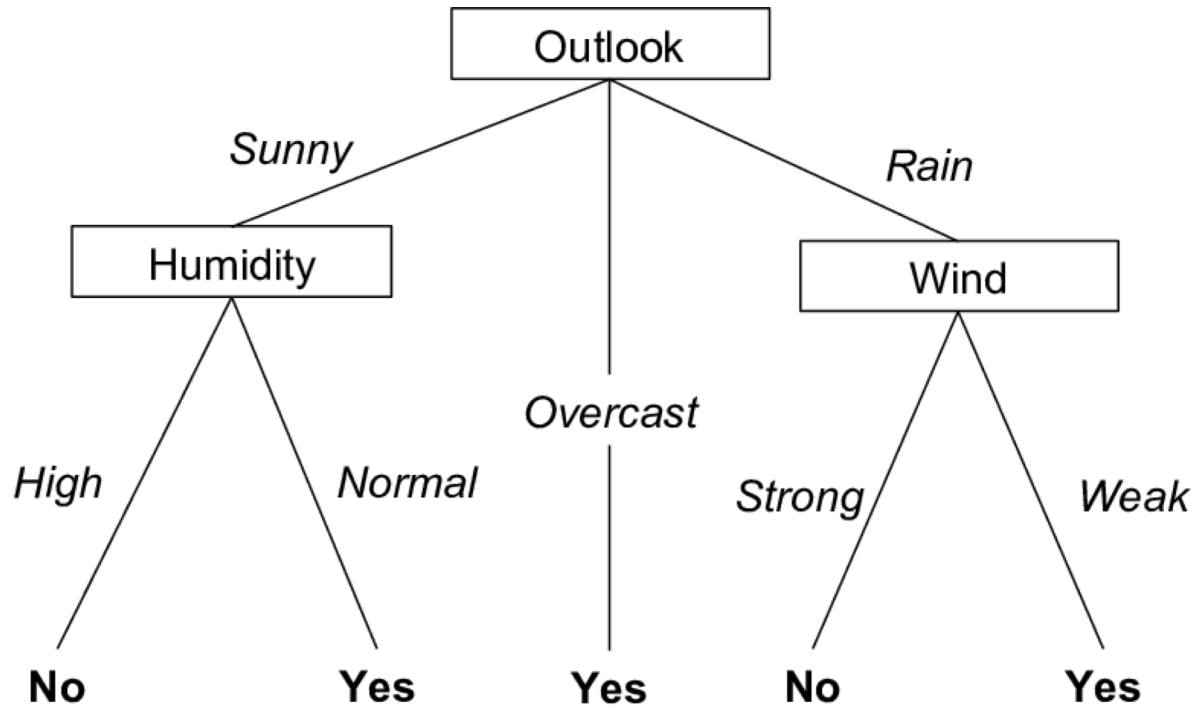 Outlook
Sunny
Rain
Humidity
Wind
Overcast
High
Normal
Strong
Weak
No
Yes
Yes
No
Yes